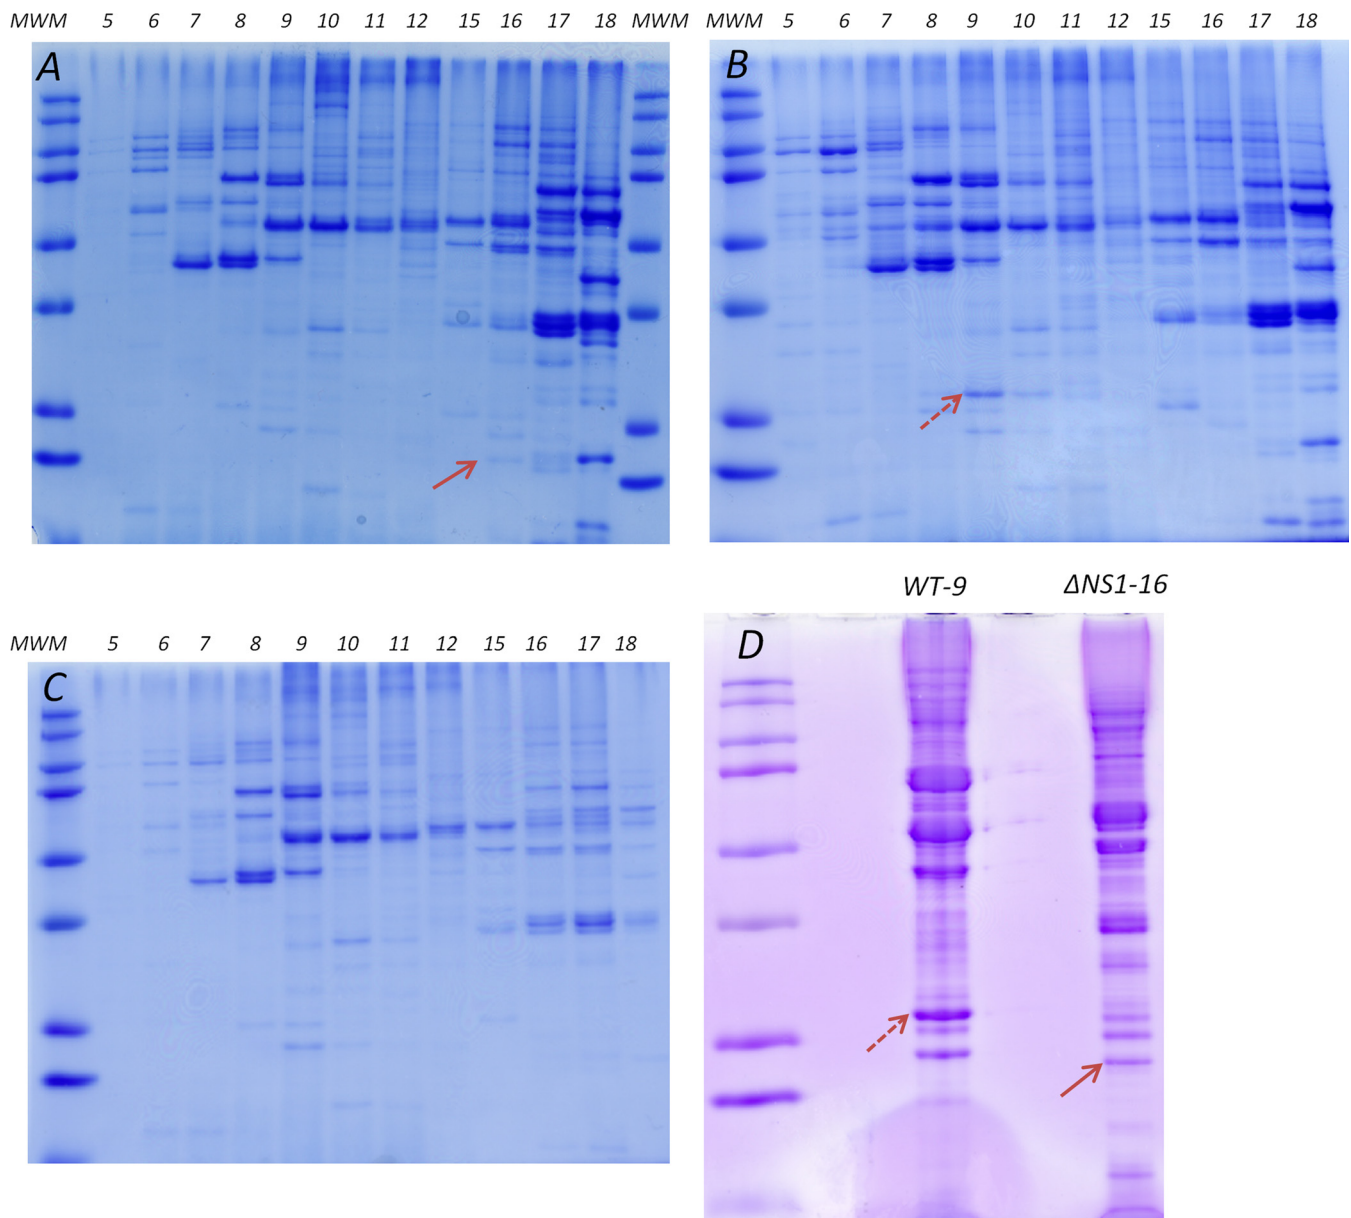 MWM 5 6 7 8 9 10 11 12 15 16 17 18 MWM
A
MWM 5 6 7 8 9 10 11 12 15 16 17 18
B
MWM 5 6 7 8 9 10 11 12 15 16 17 18
C
WT-9 ΔNS1-16
D